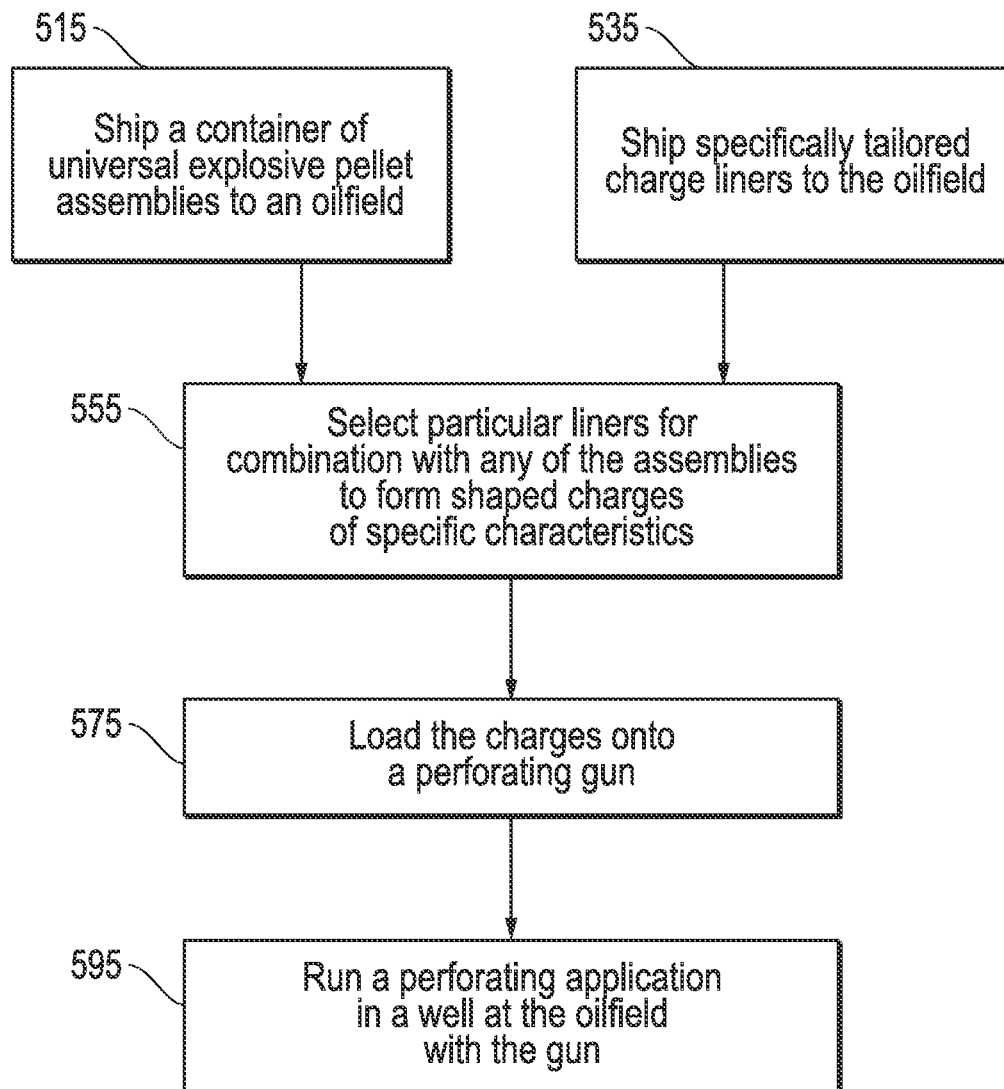 515
Ship a container of
universal explosive pellet
assemblies to an oilfield
535
Ship specifically tailored
charge liners to the oilfield
555
Select particular liners for
combination with any of the assemblies
to form shaped charges
of specific characteristics
575
Load the charges onto
a perforating gun
595
Run a perforating application
in a well at the oilfield
with the gun